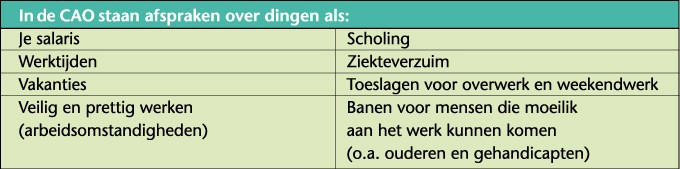 In de CAO staan afspraken over dingen als:
Je salaris
Scholing
Werktijden
Ziekteverzuim
Vakanties
Toeslagen voor overwerk en weekendwerk
Veilig en prettig werken
(arbeidsomstandigheden)
Banen voor mensen die moeilik
aan het werk kunnen komen
(o.a. ouderen en gehandicapten)